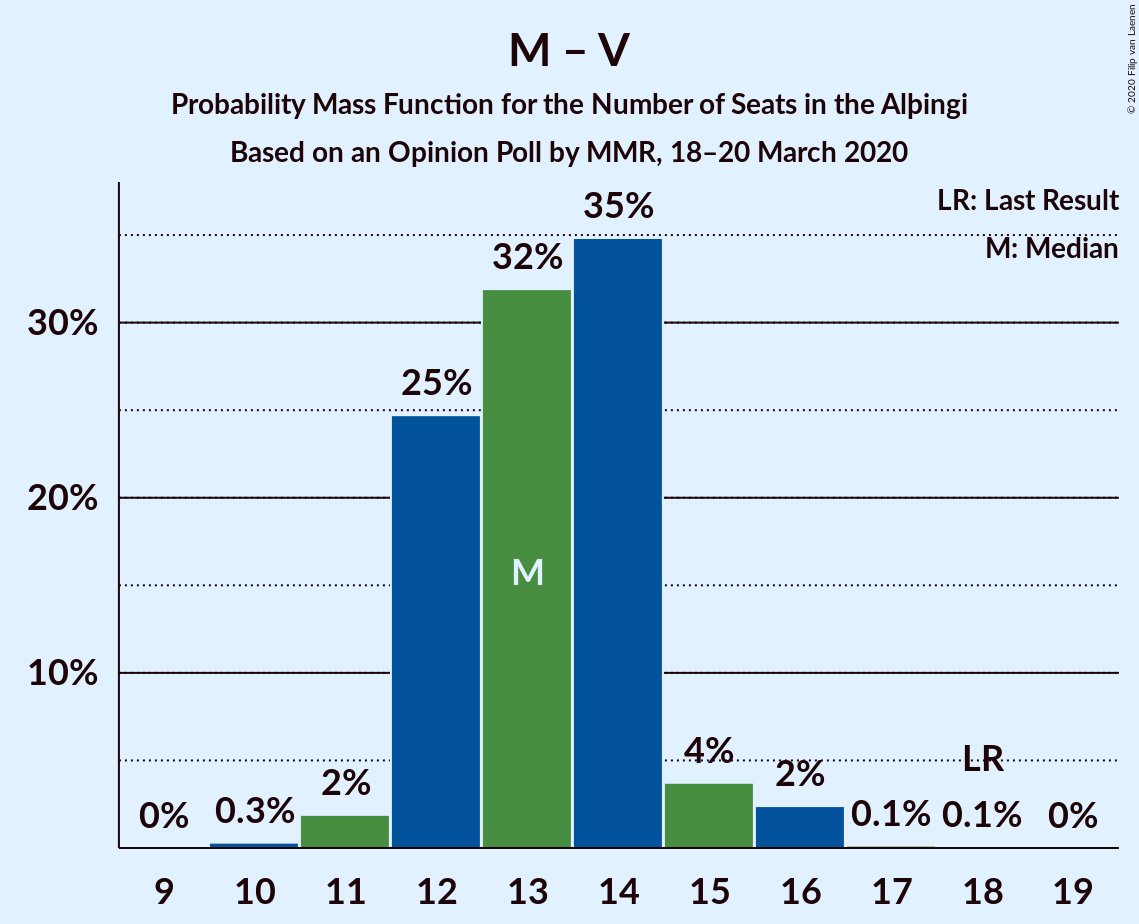 M – V
Probability Mass Function for the Number of Seats in the Alþingi
Based on an Opinion Poll by MMR, 18–20 March 2020
© 2020 Filip van Laenen
LR: Last Result
M: Median
30%
20%
10%
0%
0.3%
2%
25%
32%
35%
4%
2%
0.1%
0.1%
0%
M
LR
9 10 11 12 13 14 15 16 17 18 19